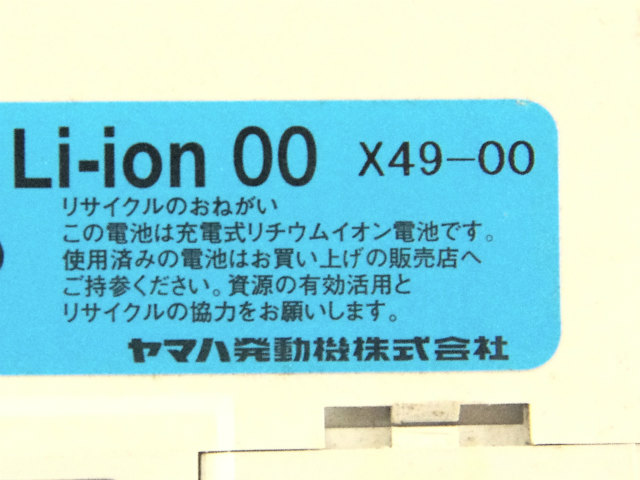 Li-ion 00 X49-00
リサイクルのおねがい
この電池は充電式リチウムイオン電池です。
使用済みの電池はお買い上げの販売店へ
ご持参ください。資源の有効活用と
リサイクルの協力をお願いします。
ヤマハ発動機株式会社